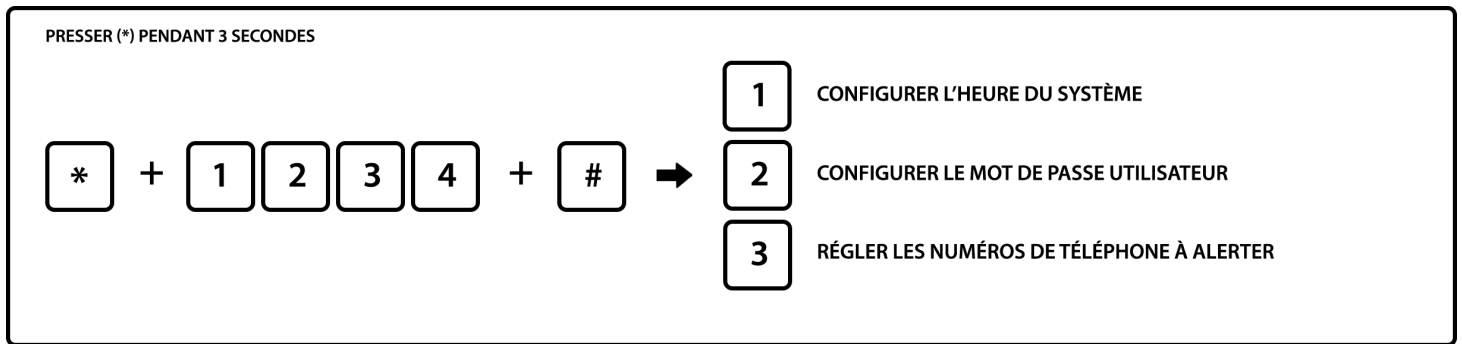 PRESSER (*) PENDANT 3 SECONDES
1 CONFIGURER L'HEURE DU SYSTÈME
* + 1 2 3 4 + # ➡ 2 CONFIGURER LE MOT DE PASSE UTILISATEUR
3 RÉGLER LES NUMÉROS DE TÉLÉPHONE À ALERTER